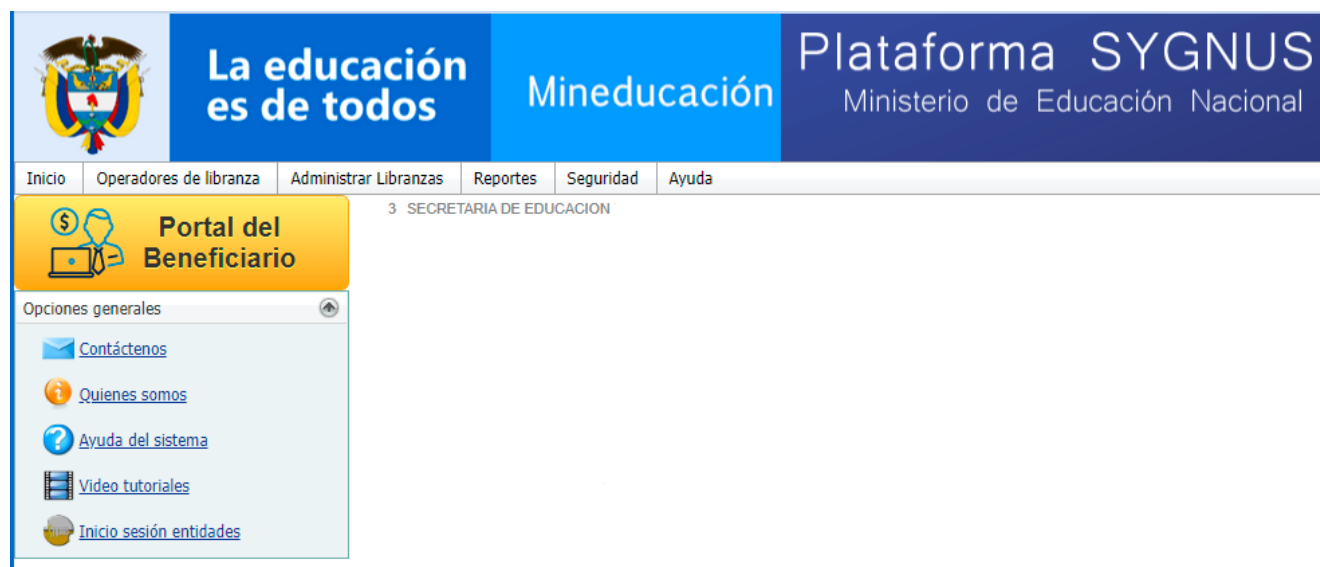 La educación
es de todos
Mineducación
Plataforma SYGNUS
Ministerio de Educación Nacional
Inicio Operadores de libranza Administrar Libranzas Reportes Seguridad Ayuda
Portal del
Beneficiario
3 SECRETARIA DE EDUCACION
Opciones generales
Contáctenos
Quienes somos
Ayuda del sistema
Video tutoriales
Inicio sesión entidades